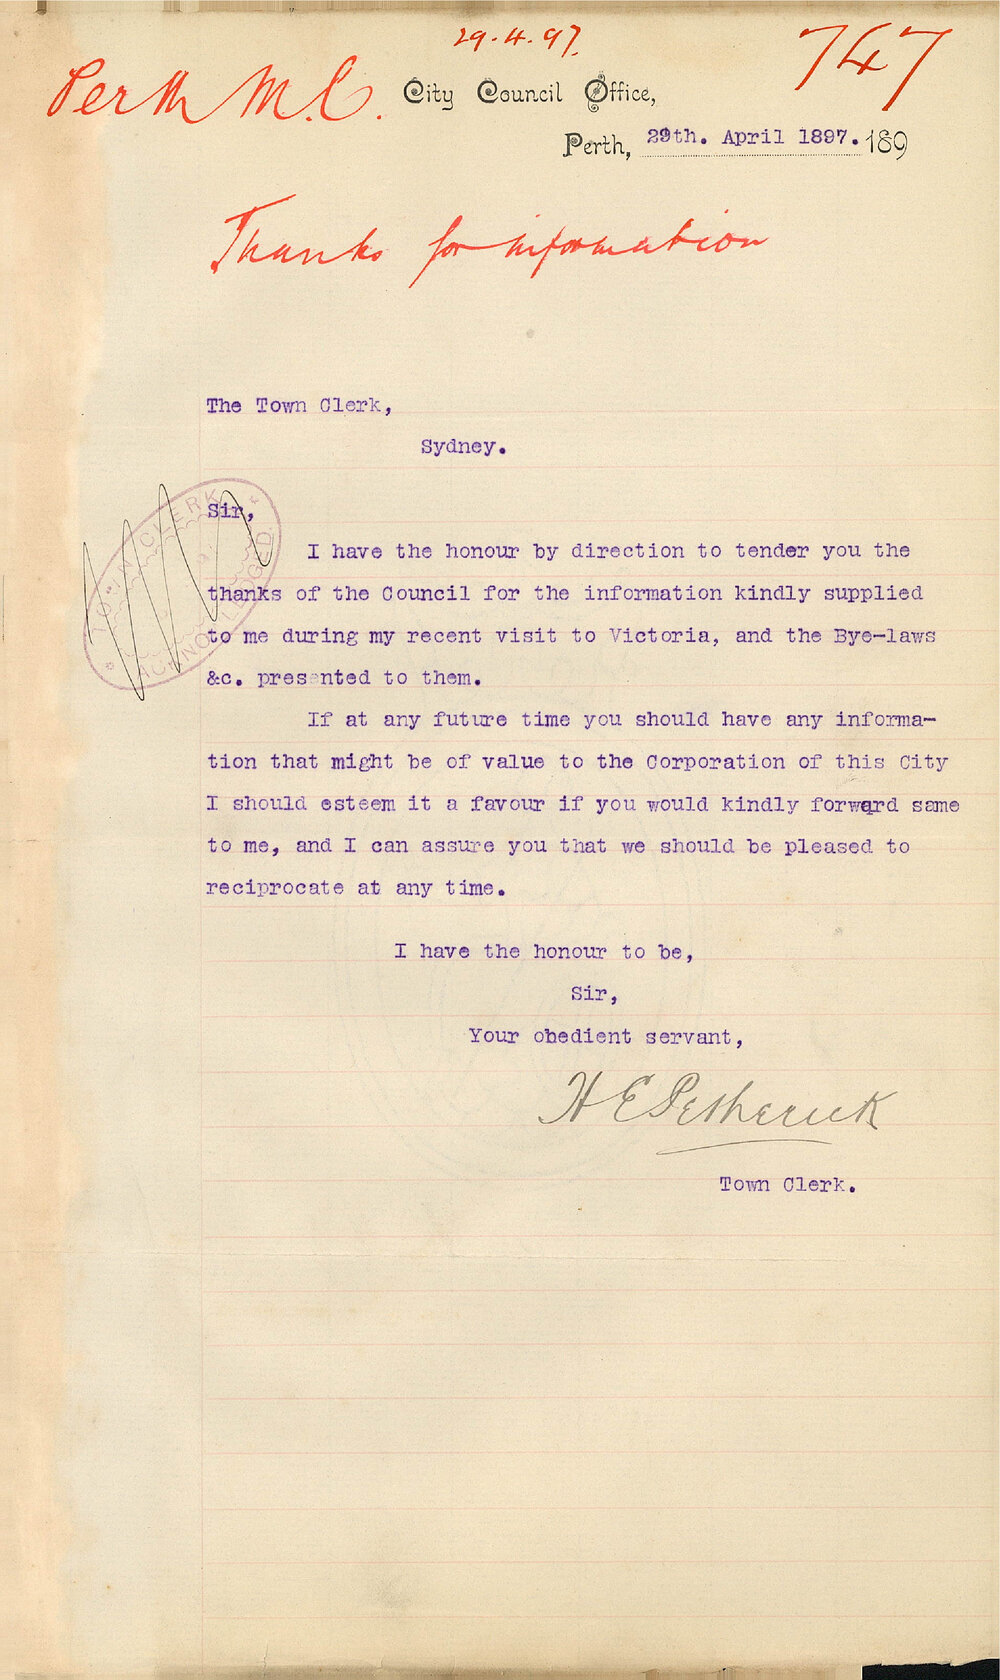 29.4.97.
Perth M.C.
747
City Council Office,
Perth, 29th. April 1897. 189
Thanks for information
The Town Clerk,
Sydney.
TOWN CLERK
ACKNOWLEDGED.
Sir,
I have the honour by direction to tender you the
thanks of the Council for the information kindly supplied
to me during my recent visit to Victoria, and the Bye-laws
&c. presented to them.
If at any future time you should have any informa-
tion that might be of value to the Corporation of this City
I should esteem it a favour if you would kindly forward same
to me, and I can assure you that we should be pleased to
reciprocate at any time.
I have the honour to be,
Sir,
Your obedient servant,
H E Petherick
Town Clerk.